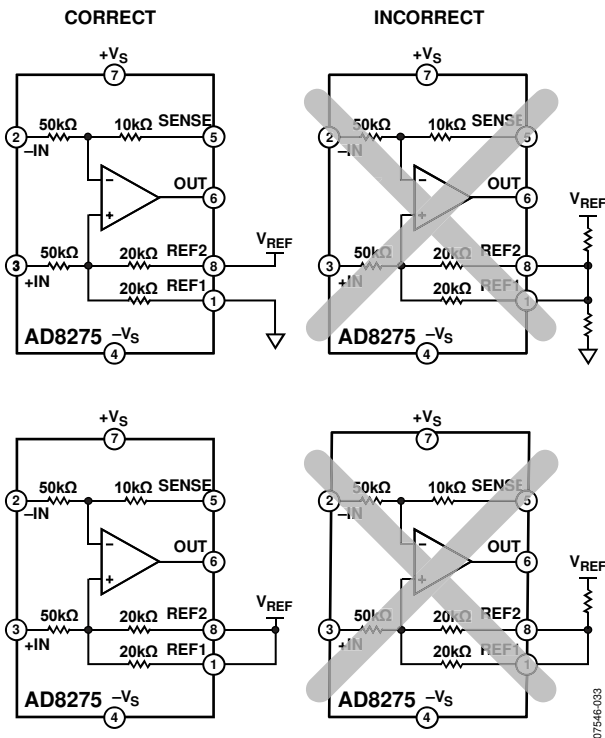 CORRECT
INCORRECT
+VS
7
50kΩ
10kΩ
SENSE
2
–IN
5
–
OUT
6
+
50kΩ
20kΩ
REF2
VREF
3
+IN
8
20kΩ
REF1
1
AD8275
–VS
4
+VS
7
50kΩ
10kΩ
SENSE
2
–IN
5
–
OUT
6
+
VREF
50kΩ
20kΩ
REF2
3
+IN
8
20kΩ
REF1
1
AD8275
–VS
4
+VS
7
50kΩ
10kΩ
SENSE
2
–IN
5
–
OUT
6
+
VREF
50kΩ
20kΩ
REF2
3
+IN
8
20kΩ
REF1
1
AD8275
–VS
4
+VS
7
50kΩ
10kΩ
SENSE
2
–IN
5
–
OUT
6
+
VREF
50kΩ
20kΩ
REF2
3
+IN
8
20kΩ
REF1
1
AD8275
–VS
4
07546-033